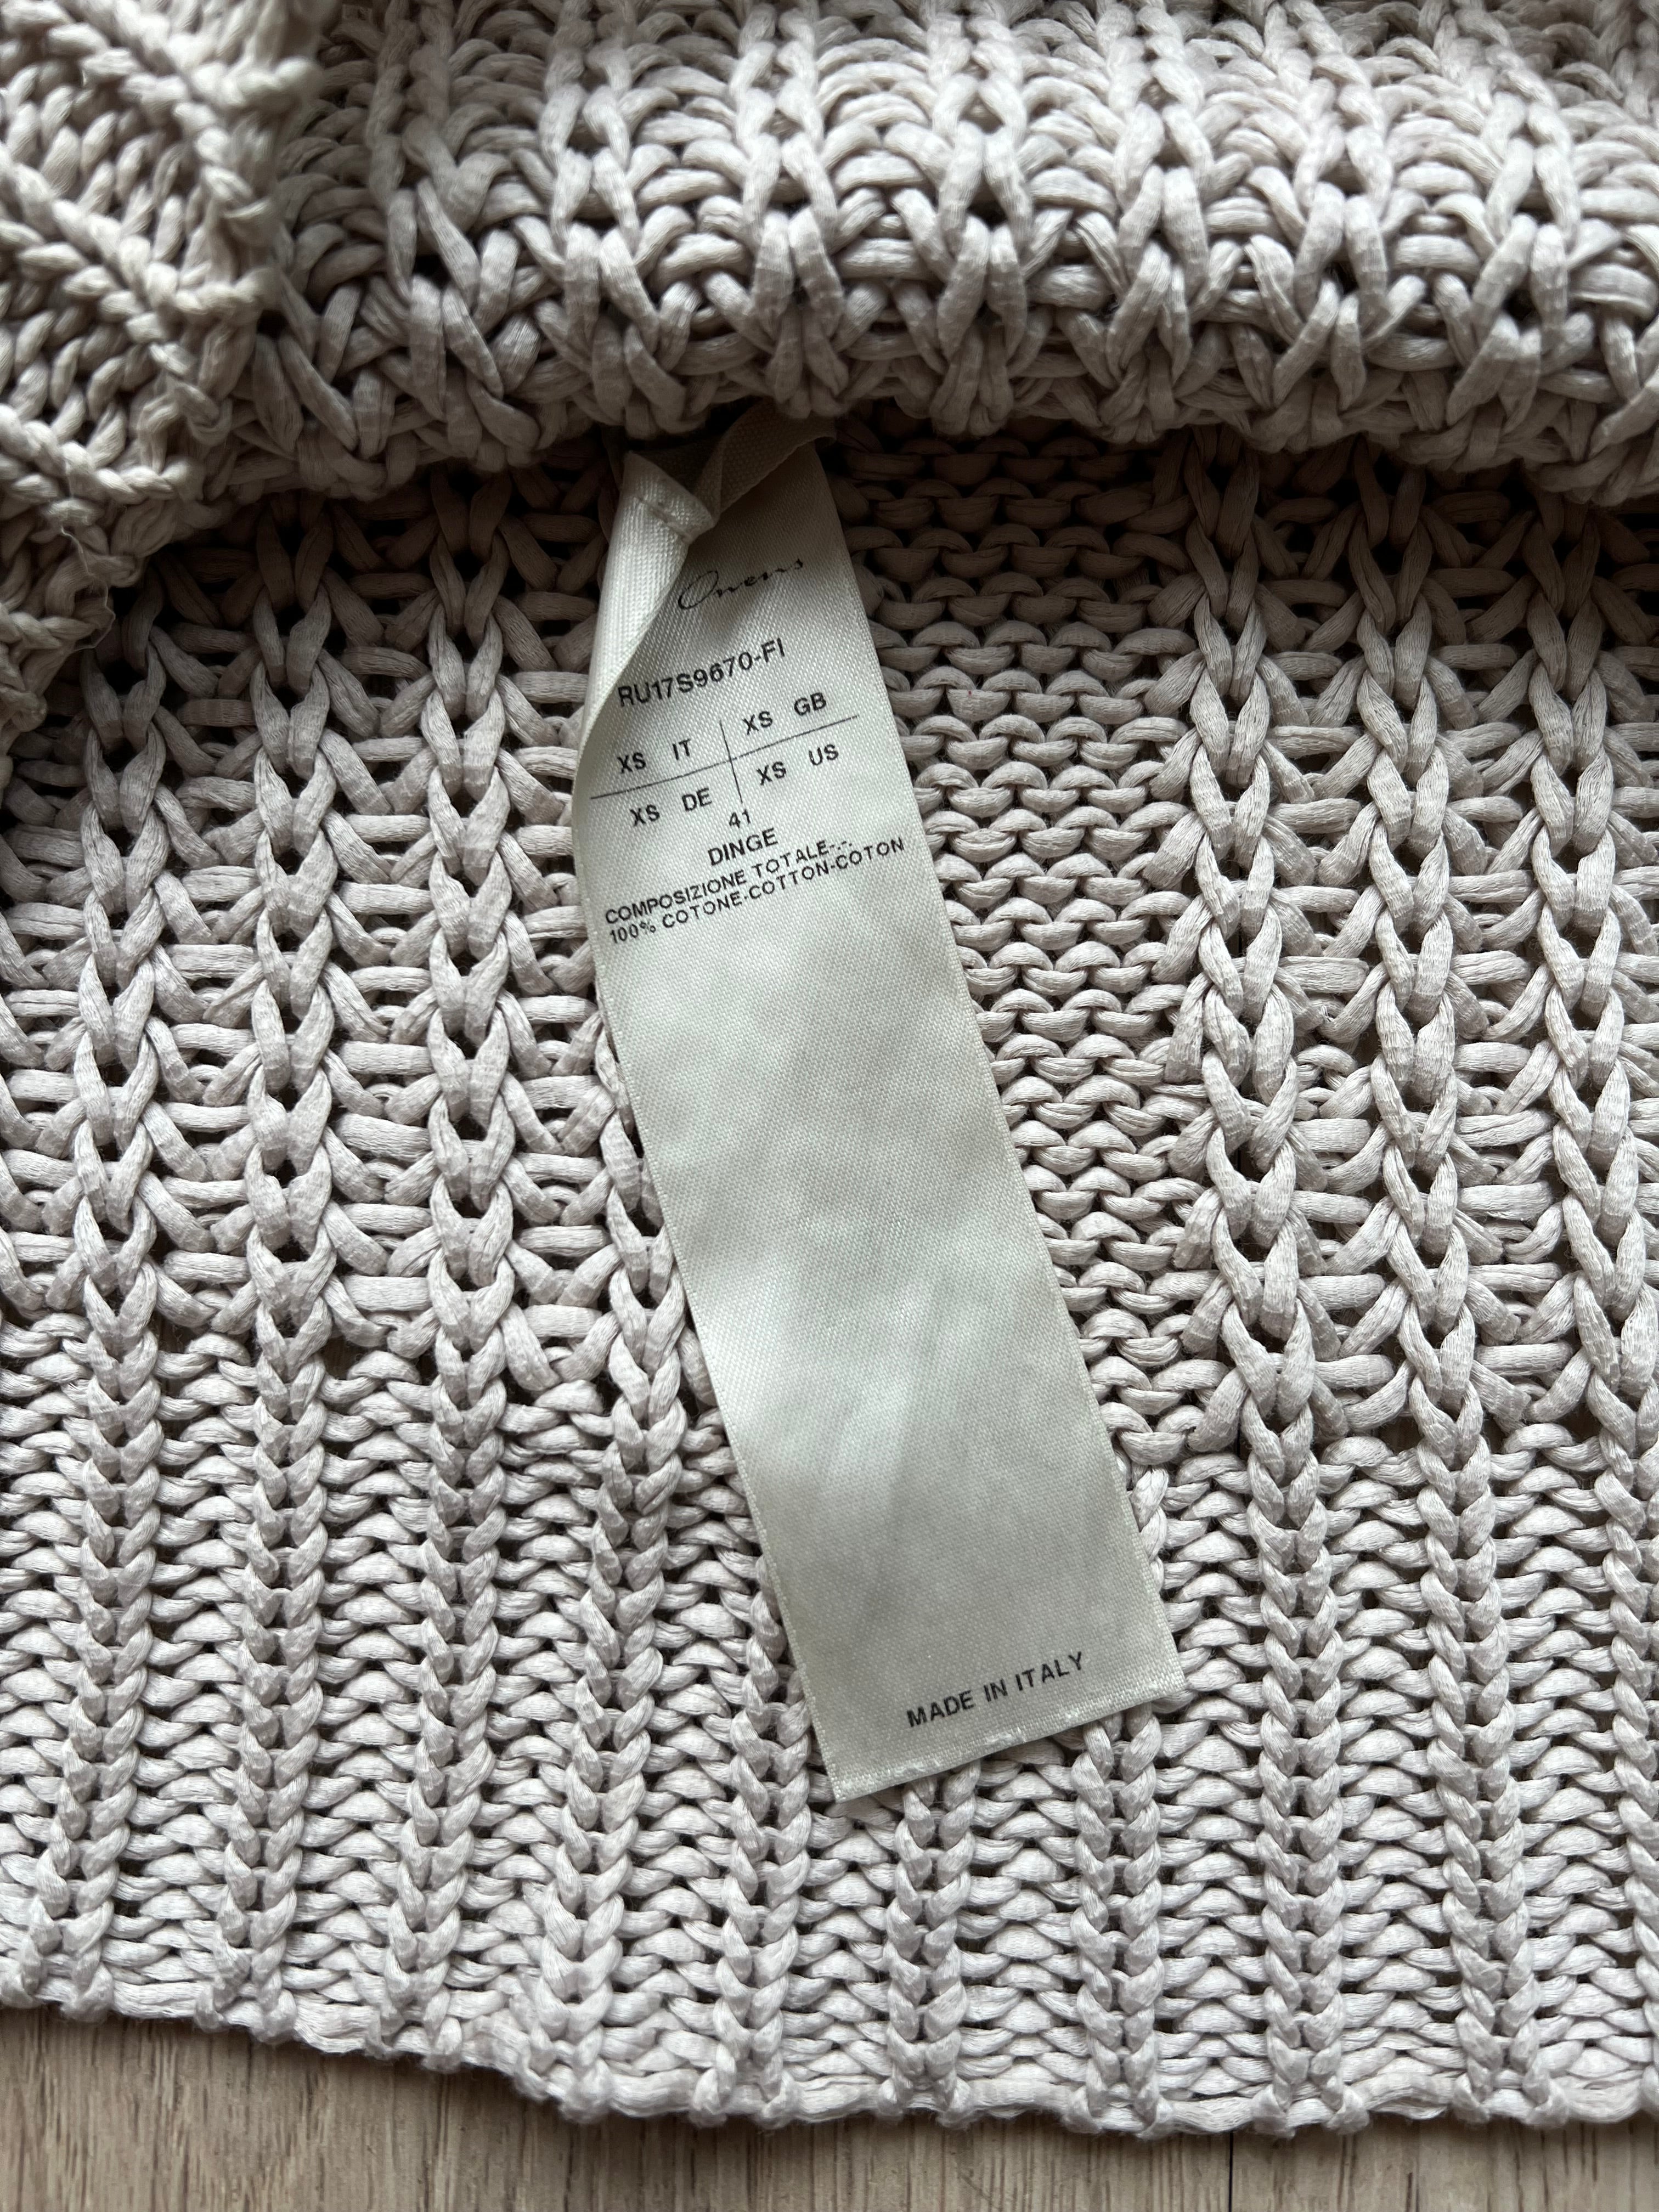 Owens
RU17S9670-FI
XS IT XS GB
XS DE XS US
41
DINGE
COMPOSIZIONE TOTALE-.-.
100% COTONE-COTTON-COTON
MADE IN ITALY